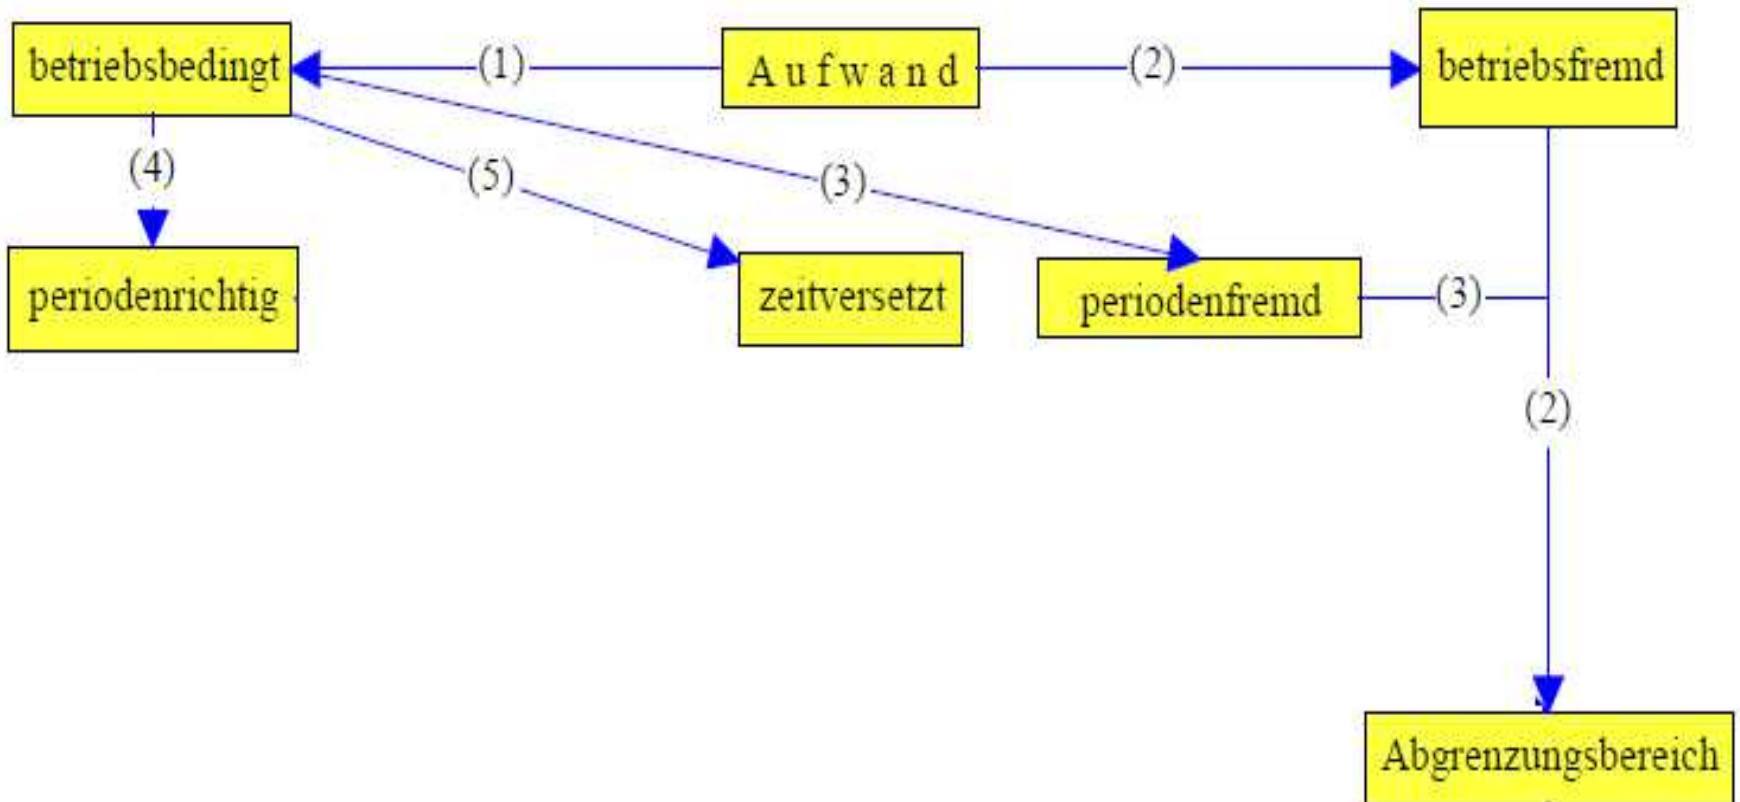 betriebsbedingt
(1)
A u f w a n d
(2)
betriebsfremd
(4)
(5)
(3)
periodenrichtig
zeitversetzt
periodenfremd
(3)
(2)
Abgrenzungsbereich